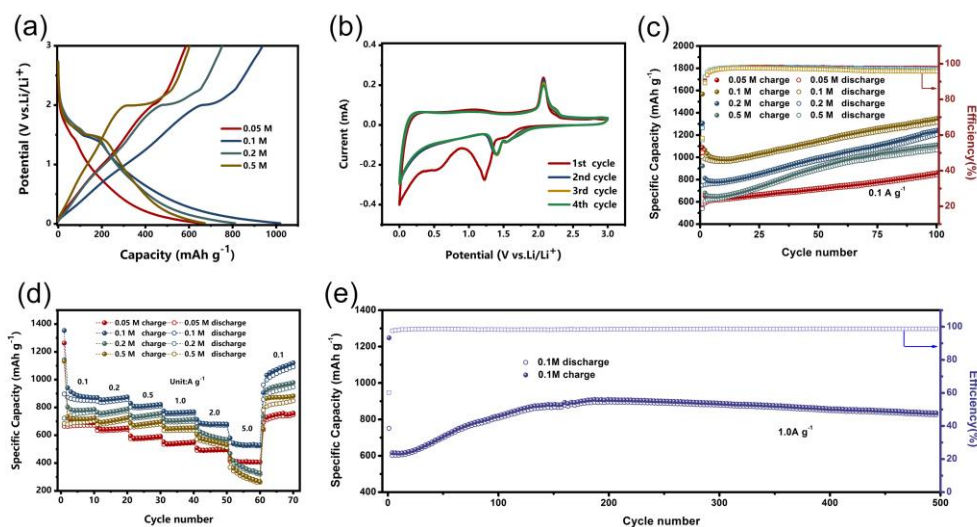 (a)
3
2
1
0
Potential (V vs.Li/Li⁺)
0.05 M
0.1 M
0.2 M
0.5 M
0 200 400 600 800 1000
Capacity (mAh g⁻¹)
(b)
0.4
0.2
0.0
-0.2
-0.4
Current (mA)
1st cycle
2nd cycle
3rd cycle
4th cycle
0.0 0.5 1.0 1.5 2.0 2.5 3.0
Potential (V vs.Li/Li⁺)
(c)
1800
1600
1400
1200
1000
800
600
400
Specific Capacity (mAh g⁻¹)
0.05 M charge 0.05 M discharge
0.1 M charge 0.1 M discharge
0.2 M charge 0.2 M discharge
0.5 M charge 0.5 M discharge
0.1 A g⁻¹
100
80
60
40
20
Efficiency(%)
0 25 50 75 100
Cycle number
(d)
1400
1200
1000
800
600
400
200
Specific Capacity (mAh g⁻¹)
0.05 M charge 0.05 M discharge
0.1 M charge 0.1 M discharge
0.2 M charge 0.2 M discharge
0.5 M charge 0.5 M discharge
Unit:A g⁻¹
0.1 0.2 0.5 1.0 2.0 5.0 0.1
0 10 20 30 40 50 60 70
Cycle number
(e)
1400
1200
1000
800
600
400
Specific Capacity (mAh g⁻¹)
0.1M discharge
0.1M charge
1.0A g⁻¹
100
80
60
40
20
0
Efficiency(%)
0 100 200 300 400 500
Cycle number